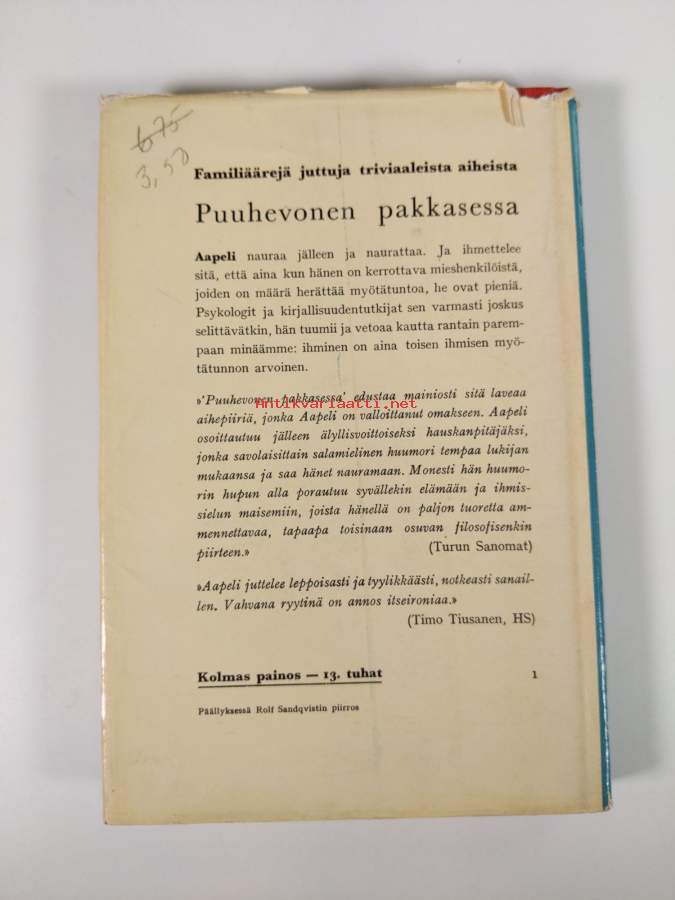 675
3,50
Familiäärejä juttuja triviaaleista aiheista
Puuhevonen pakkasessa
Aapeli nauraa jälleen ja naurattaa. Ja ihmettelee
sitä, että aina kun hänen on kerrottava mieshenkilöistä,
joiden on määrä herättää myötätuntoa, he ovat pieniä.
Psykologit ja kirjallisuudentutkijat sen varmasti joskus
selittävätkin, hän tuumii ja vetoaa kautta rantain parem-
paan minäämme: ihminen on aina toisen ihmisen myö-
tätunnon arvoinen.
»'Puuhevonen pakkasessa' edustaa mainiosti sitä laveaa
Antikvariaatti.net
aihepiiriä, jonka Aapeli on valloittanut omakseen. Aapeli
osoittautuu jälleen älyllisvoittoiseksi hauskanpitäjäksi,
jonka savolaisittain salamielinen huumori tempaa lukijan
mukaansa ja saa hänet nauramaan. Monesti hän huumo-
rin hupun alla porautuu syvällekin elämään ja ihmis-
sielun maisemiin, joista hänellä on paljon tuoretta am-
mennettavaa, tapaapa toisinaan osuvan filosofisenkin
piirteen.» (Turun Sanomat)
»Aapeli juttelee leppoisasti ja tyylikkäästi, notkeasti sanail-
len. Vahvana ryytinä on annos itseironiaa.»
(Timo Tiusanen, HS)
Kolmas painos — 13. tuhat 1
Päällyksessä Rolf Sandqvistin piirros